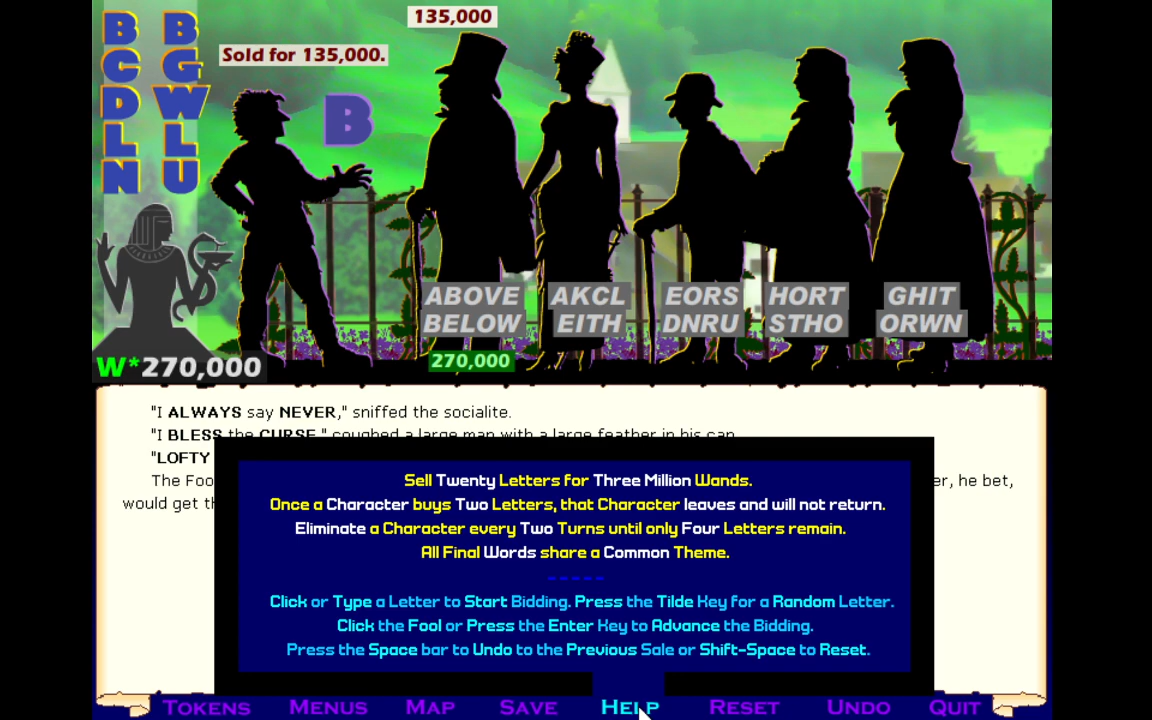 135,000
Sold for 135,000.
B B
C G
D W
L L
N U
B
ABOVE BELOW
AKCL EITH
EORS DNRU
HORT STHO
GHIT ORWN
W*270,000
270,000
"I ALWAYS say NEVER," sniffed the socialite.
"I BLESS the CURSE," coughed a large man with a large feather in his cap.
"LOFTY
The Foo er, he bet,
would get th
Sell Twenty Letters for Three Million Wands.
Once a Character buys Two Letters, that Character leaves and will not return.
Eliminate a Character every Two Turns until only Four Letters remain.
All Final Words share a Common Theme.
-----
Click or Type a Letter to Start Bidding. Press the Tilde Key for a Random Letter.
Click the Fool or Press the Enter Key to Advance the Bidding.
Press the Space bar to Undo to the Previous Sale or Shift-Space to Reset.
TOKENS MENUS MAP SAVE HELP RESET UNDO QUIT